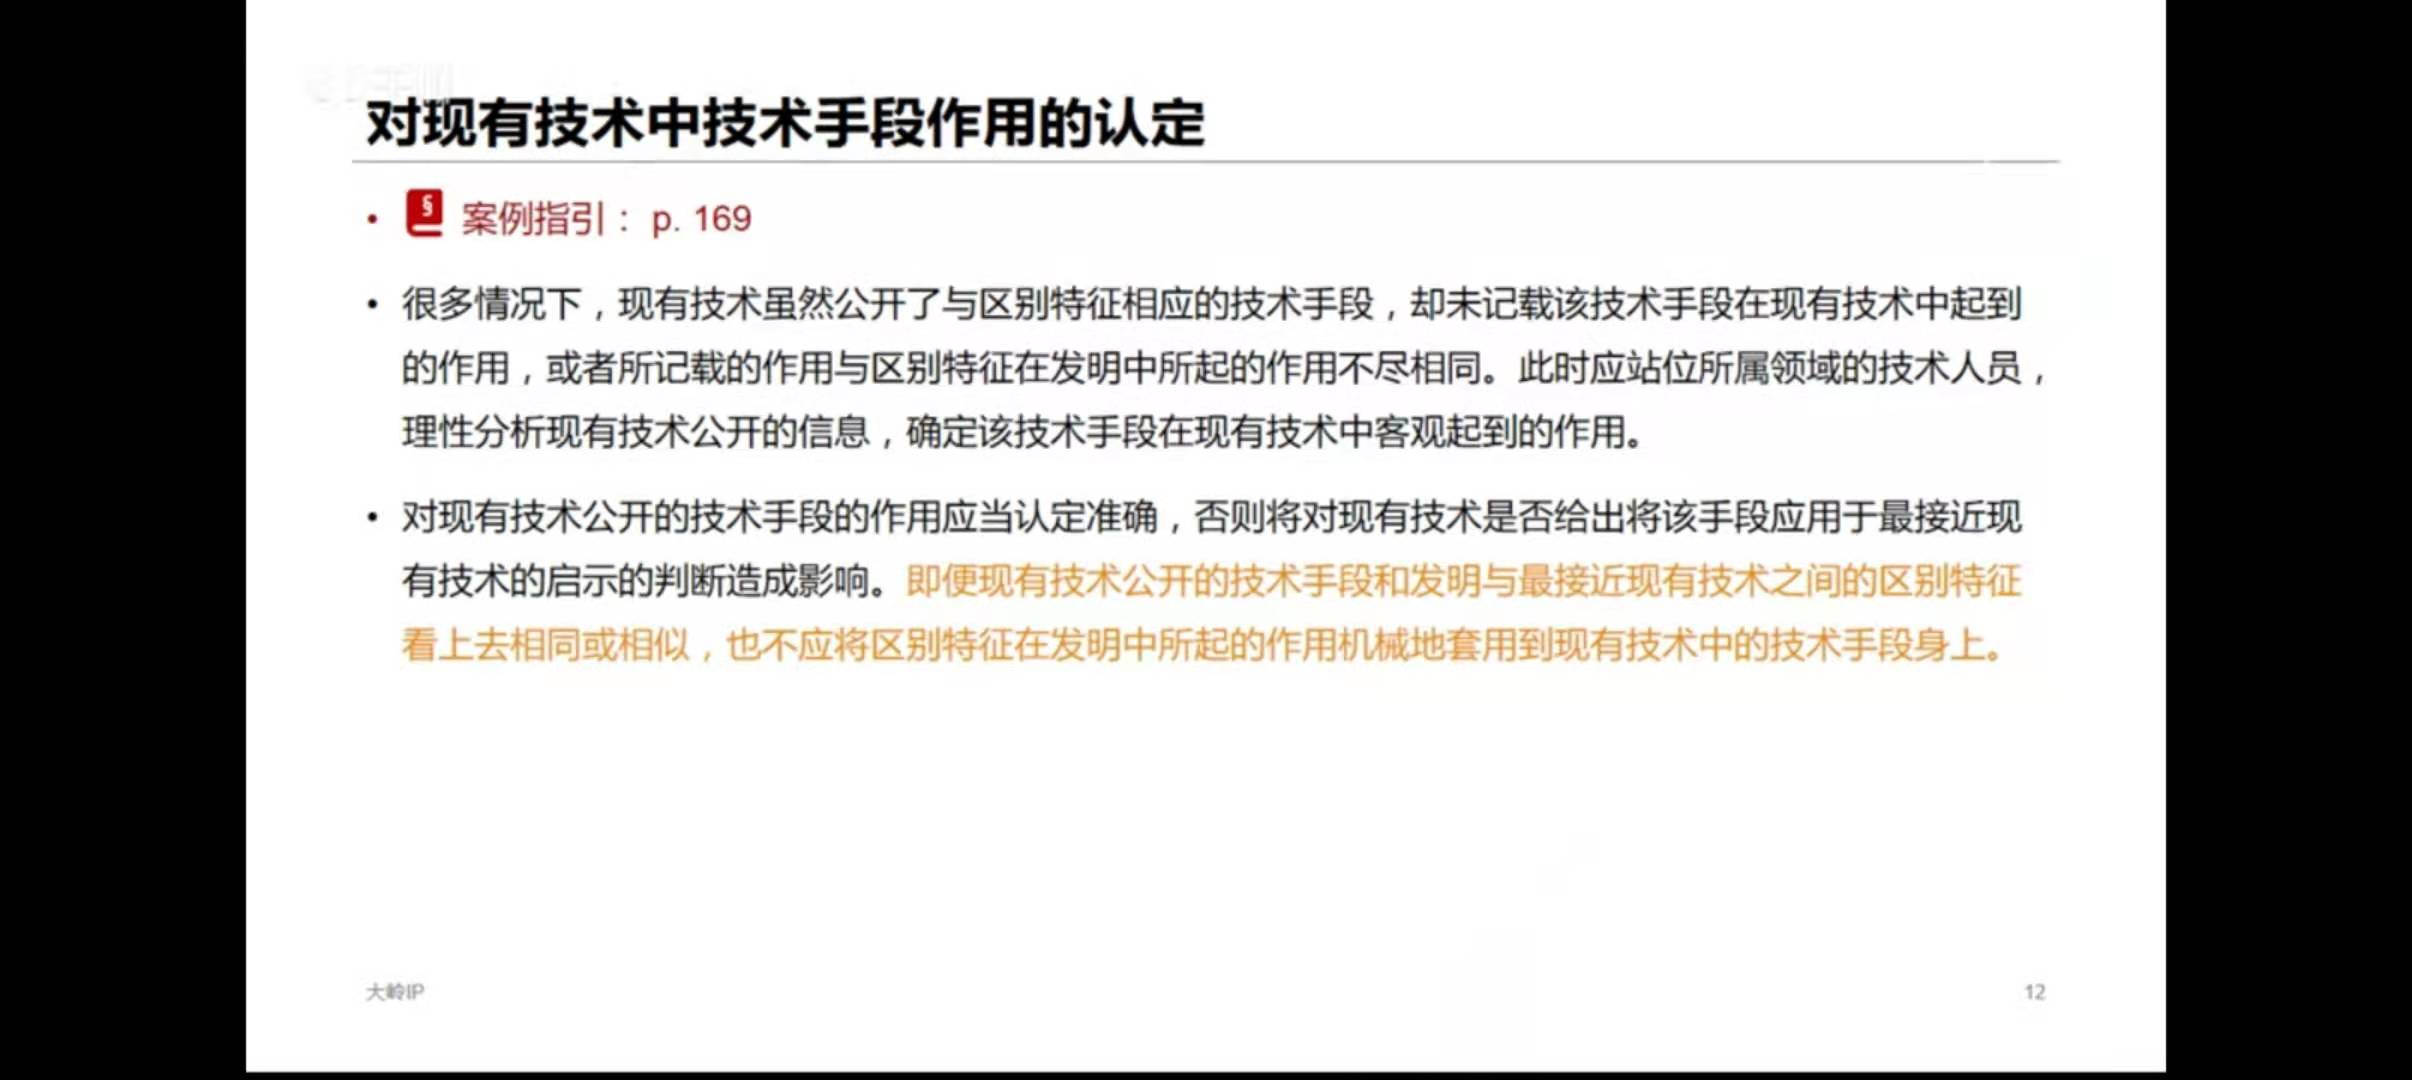 对现有技术中技术手段作用的认定
• § 案例指引： p. 169
• 很多情况下，现有技术虽然公开了与区别特征相应的技术手段，却未记载该技术手段在现有技术中起到
的作用，或者所记载的作用与区别特征在发明中所起的作用不尽相同。此时应站位所属领域的技术人员，
理性分析现有技术公开的信息，确定该技术手段在现有技术中客观起到的作用。
• 对现有技术公开的技术手段的作用应当认定准确，否则将对现有技术是否给出将该手段应用于最接近现
有技术的启示的判断造成影响。即便现有技术公开的技术手段和发明与最接近现有技术之间的区别特征
看上去相同或相似，也不应将区别特征在发明中所起的作用机械地套用到现有技术中的技术手段身上。
大岭IP
12